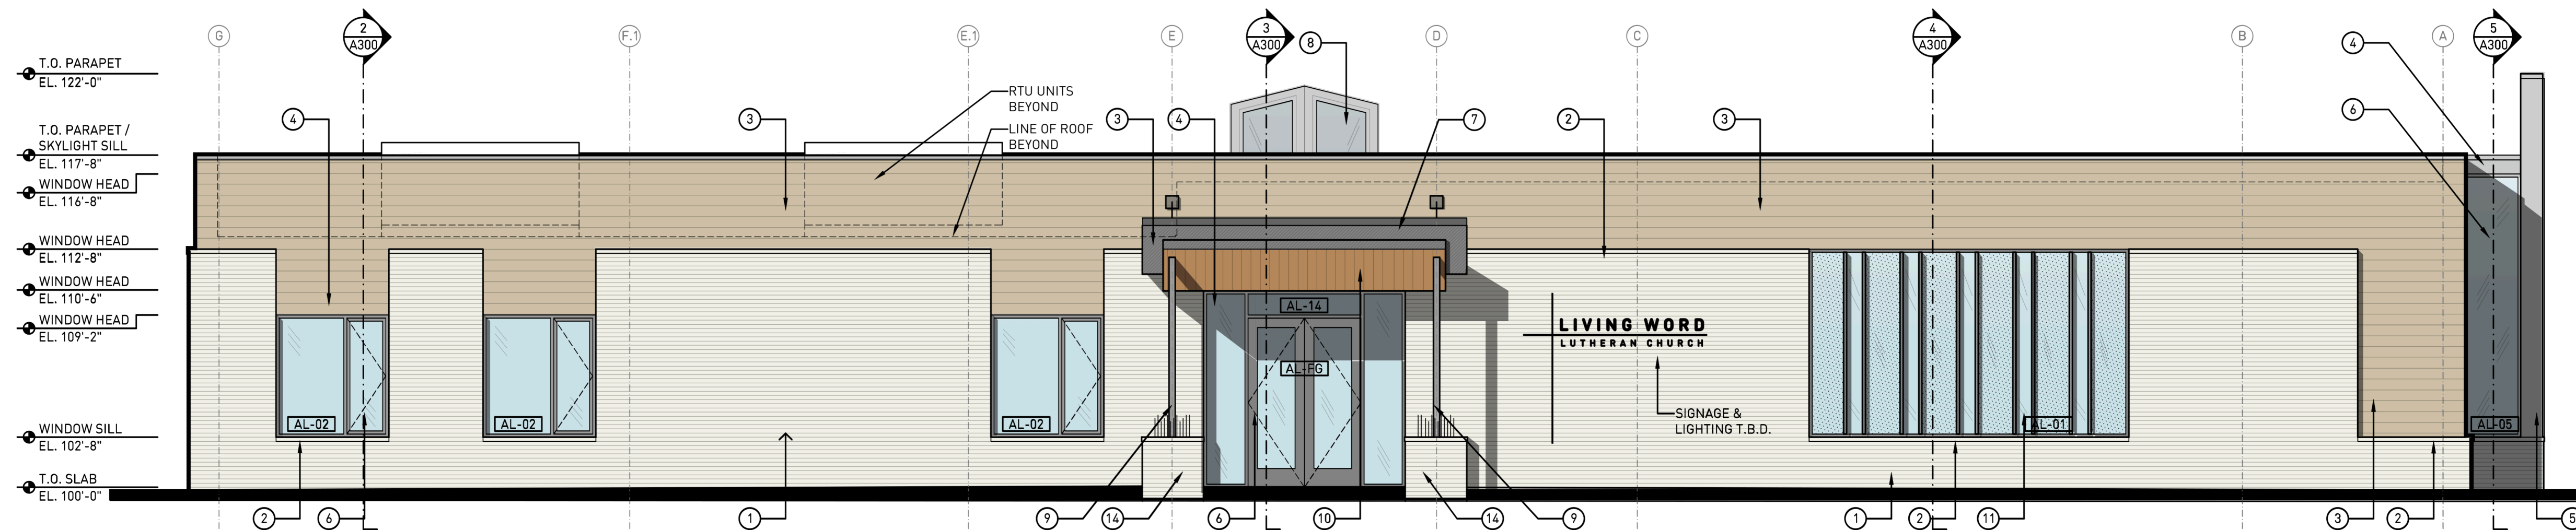 G
2
A300
F.1
E.1
E
3
A300
8
D
C
4
A300
B
4
A
5
A300
T.O. PARAPET
EL. 122'-0"
T.O. PARAPET /
SKYLIGHT SILL
EL. 117'-8"
WINDOW HEAD
EL. 116'-8"
WINDOW HEAD
EL. 112'-8"
WINDOW HEAD
EL. 110'-6"
WINDOW HEAD
EL. 109'-2"
WINDOW SILL
EL. 102'-8"
T.O. SLAB
EL. 100'-0"
4
3
RTU UNITS
BEYOND
LINE OF ROOF
BEYOND
3
4
7
2
3
6
AL-14
AL-FG
LIVING WORD
LUTHERAN CHURCH
SIGNAGE &
LIGHTING T.B.D.
AL-02
AL-02
AL-02
AL-01
AL-05
2
6
1
9
14
6
10
14
9
1
2
11
3
2
5